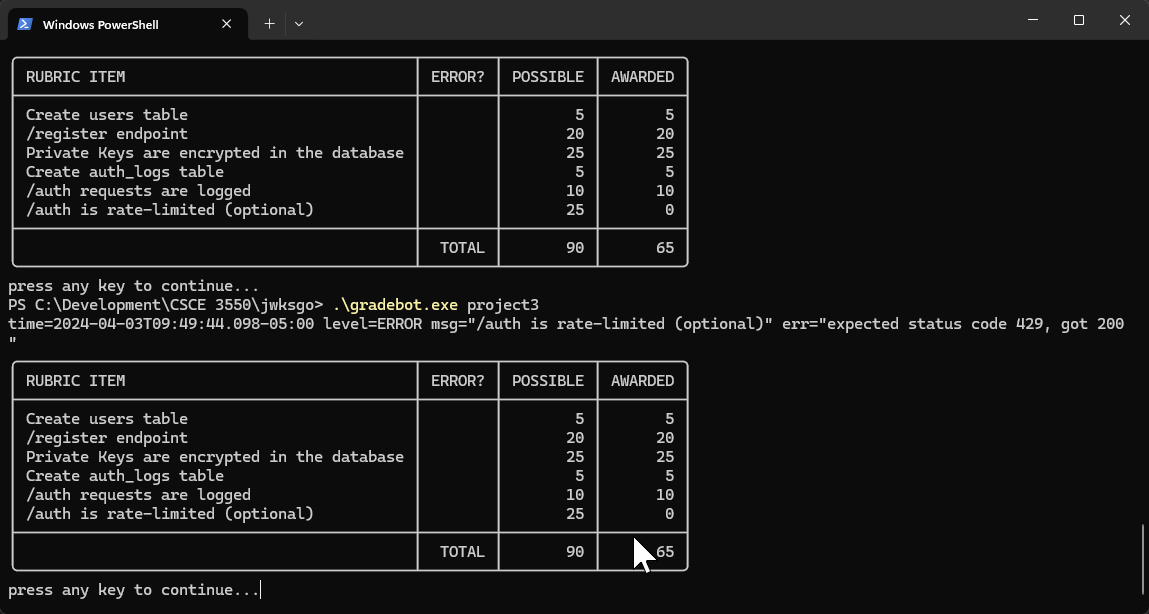 Windows PowerShell
RUBRIC ITEM ERROR? POSSIBLE AWARDED
Create users table 5 5
/register endpoint 20 20
Private Keys are encrypted in the database 25 25
Create auth_logs table 5 5
/auth requests are logged 10 10
/auth is rate-limited (optional) 25 0
TOTAL 90 65
press any key to continue...
PS C:\Development\CSCE 3550\jwksgo> .\gradebot.exe project3
time=2024-04-03T09:49:44.098-05:00 level=ERROR msg="/auth is rate-limited (optional)" err="expected status code 429, got 200
"
RUBRIC ITEM ERROR? POSSIBLE AWARDED
Create users table 5 5
/register endpoint 20 20
Private Keys are encrypted in the database 25 25
Create auth_logs table 5 5
/auth requests are logged 10 10
/auth is rate-limited (optional) 25 0
TOTAL 90 65
press any key to continue...